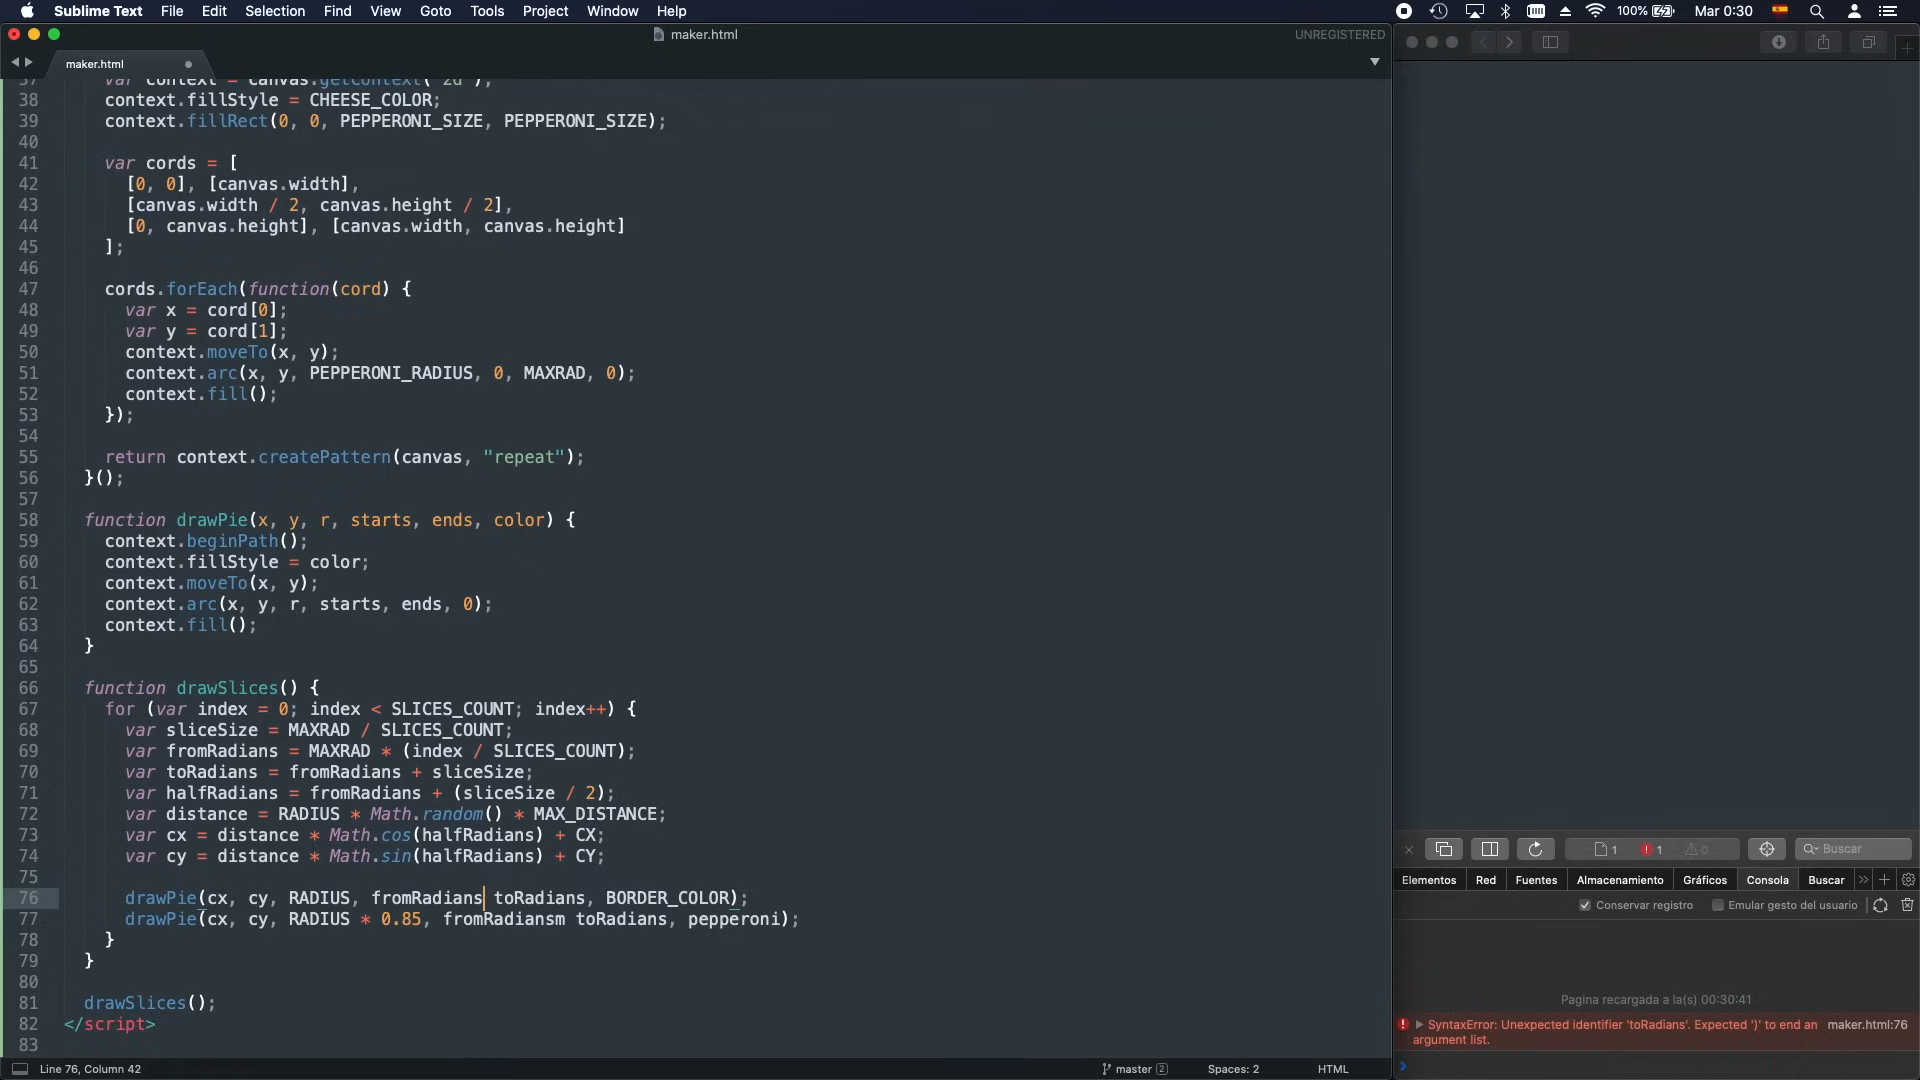 Sublime Text File Edit Selection Find View Goto Tools Project Window Help 100% Mar 0:30
maker.html UNREGISTERED
maker.html
37 var context = canvas.getContext("2d");
38 context.fillStyle = CHEESE_COLOR;
39 context.fillRect(0, 0, PEPPERONI_SIZE, PEPPERONI_SIZE);
40
41 var cords = [
42 [0, 0], [canvas.width],
43 [canvas.width / 2, canvas.height / 2],
44 [0, canvas.height], [canvas.width, canvas.height]
45 ];
46
47 cords.forEach(function(cord) {
48 var x = cord[0];
49 var y = cord[1];
50 context.moveTo(x, y);
51 context.arc(x, y, PEPPERONI_RADIUS, 0, MAXRAD, 0);
52 context.fill();
53 });
54
55 return context.createPattern(canvas, "repeat");
56 }();
57
58 function drawPie(x, y, r, starts, ends, color) {
59 context.beginPath();
60 context.fillStyle = color;
61 context.moveTo(x, y);
62 context.arc(x, y, r, starts, ends, 0);
63 context.fill();
64 }
65
66 function drawSlices() {
67 for (var index = 0; index < SLICES_COUNT; index++) {
68 var sliceSize = MAXRAD / SLICES_COUNT;
69 var fromRadians = MAXRAD * (index / SLICES_COUNT);
70 var toRadians = fromRadians + sliceSize;
71 var halfRadians = fromRadians + (sliceSize / 2);
72 var distance = RADIUS * Math.random() * MAX_DISTANCE;
73 var cx = distance * Math.cos(halfRadians) + CX;
74 var cy = distance * Math.sin(halfRadians) + CY;
75
76 drawPie(cx, cy, RADIUS, fromRadians toRadians, BORDER_COLOR);
77 drawPie(cx, cy, RADIUS * 0.85, fromRadiansm toRadians, pepperoni);
78 }
79 }
80
81 drawSlices();
82 </script>
83
Line 76, Column 42 master 2 Spaces: 2 HTML
1 1 0 Buscar
Elementos Red Fuentes Almacenamiento Gráficos Consola Buscar
Conservar registro Emular gesto del usuario
Pagina recargada a la(s) 00:30:41
SyntaxError: Unexpected identifier 'toRadians'. Expected ')' to end an maker.html:76
argument list.